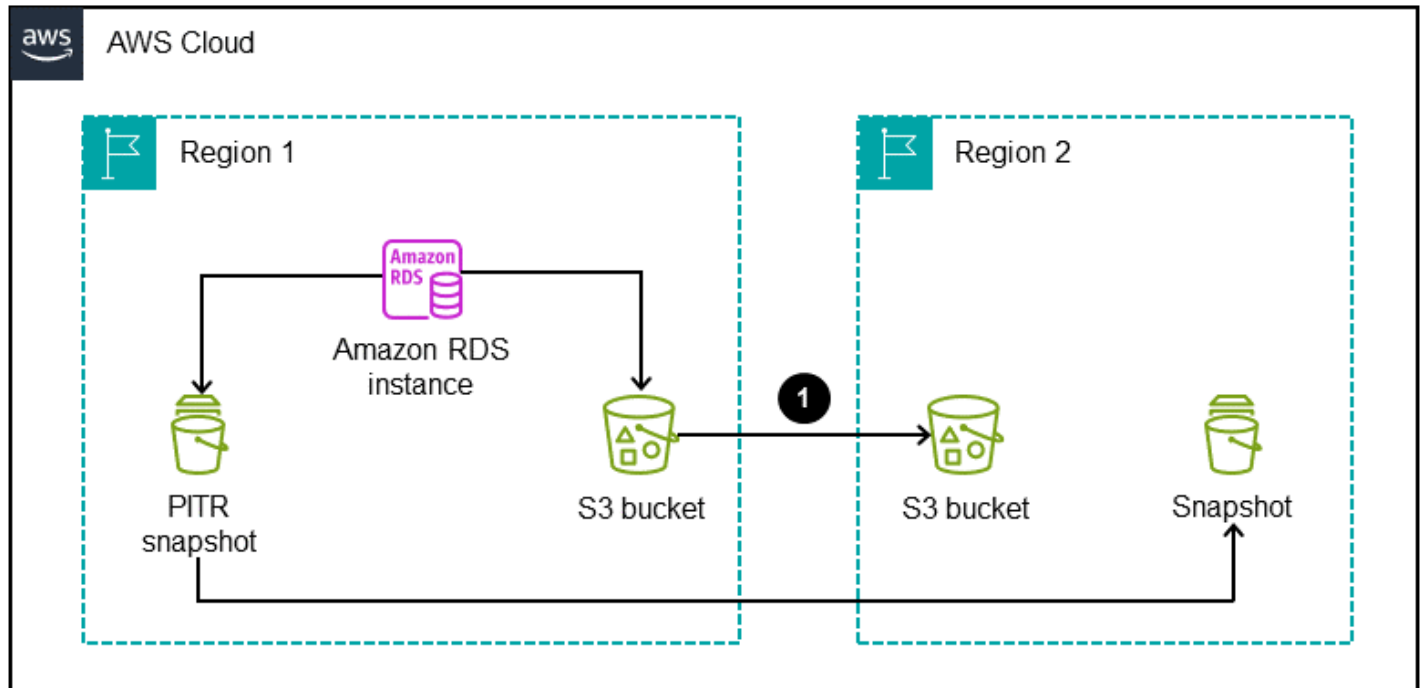 aws
AWS Cloud
Region 1
Region 2
Amazon
RDS
Amazon RDS
instance
1
PITR
snapshot
S3 bucket
S3 bucket
Snapshot